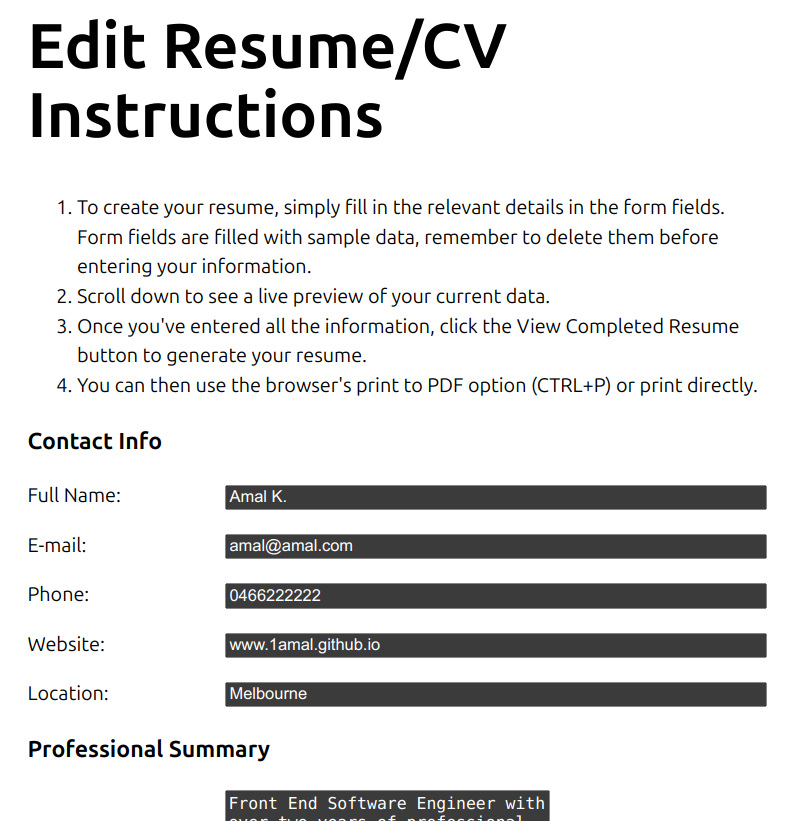 Edit Resume/CV
Instructions
1. To create your resume, simply fill in the relevant details in the form fields.
Form fields are filled with sample data, remember to delete them before
entering your information.
2. Scroll down to see a live preview of your current data.
3. Once you've entered all the information, click the View Completed Resume
button to generate your resume.
4. You can then use the browser's print to PDF option (CTRL+P) or print directly.
Contact Info
Full Name: Amal K.
E-mail: amal@amal.com
Phone: 0466222222
Website: www.1amal.github.io
Location: Melbourne
Professional Summary
Front End Software Engineer with
over two years of professional